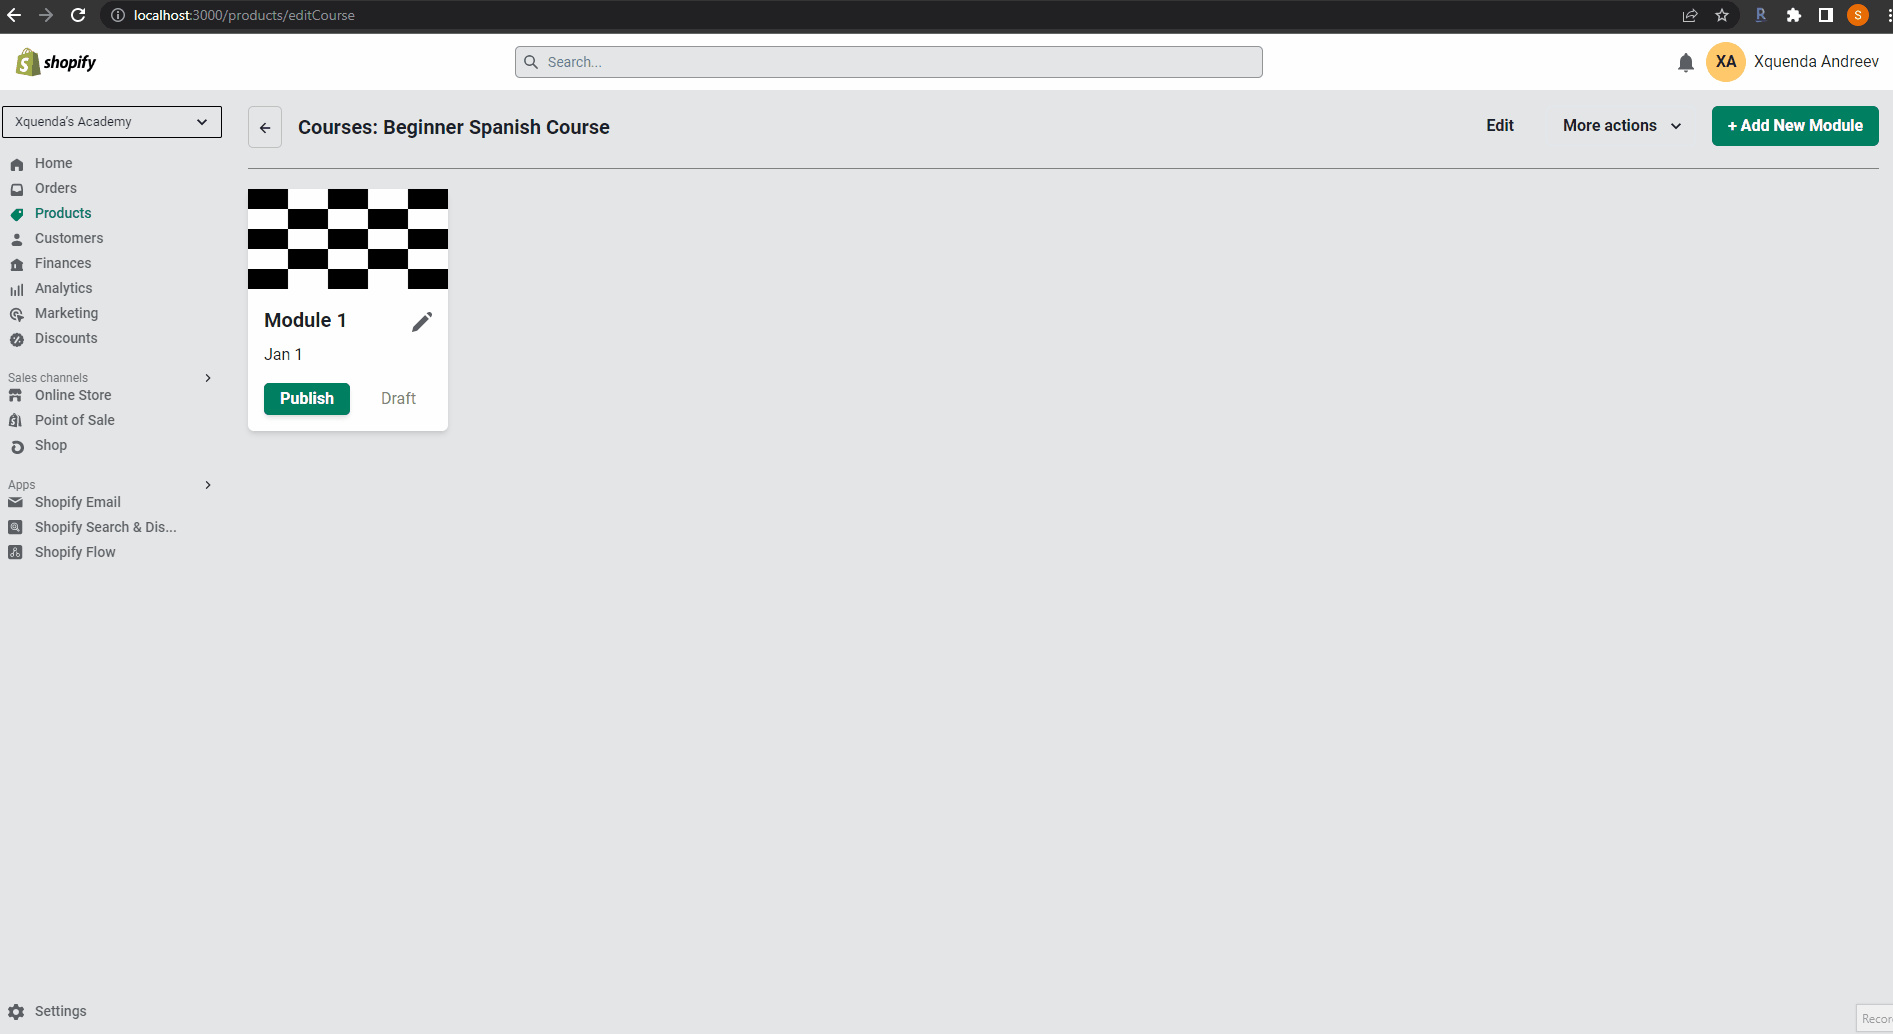 localhost:3000/products/editCourse
R
S
shopify
Search...
XA
Xquenda Andreev
Xquenda's Academy
Courses: Beginner Spanish Course
Edit
More actions
+ Add New Module
Home
Orders
Products
Customers
Finances
Analytics
Marketing
Discounts
Sales channels
Online Store
Point of Sale
Shop
Apps
Shopify Email
Shopify Search & Dis...
Shopify Flow
Module 1
Jan 1
Publish
Draft
Settings
Recor